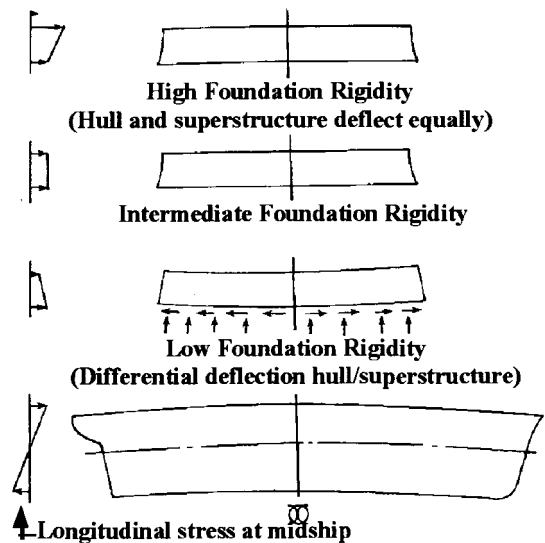 High Foundation Rigidity
(Hull and superstructure deflect equally)
Intermediate Foundation Rigidity
Low Foundation Rigidity
(Differential deflection hull/superstructure)
Longitudinal stress at midship